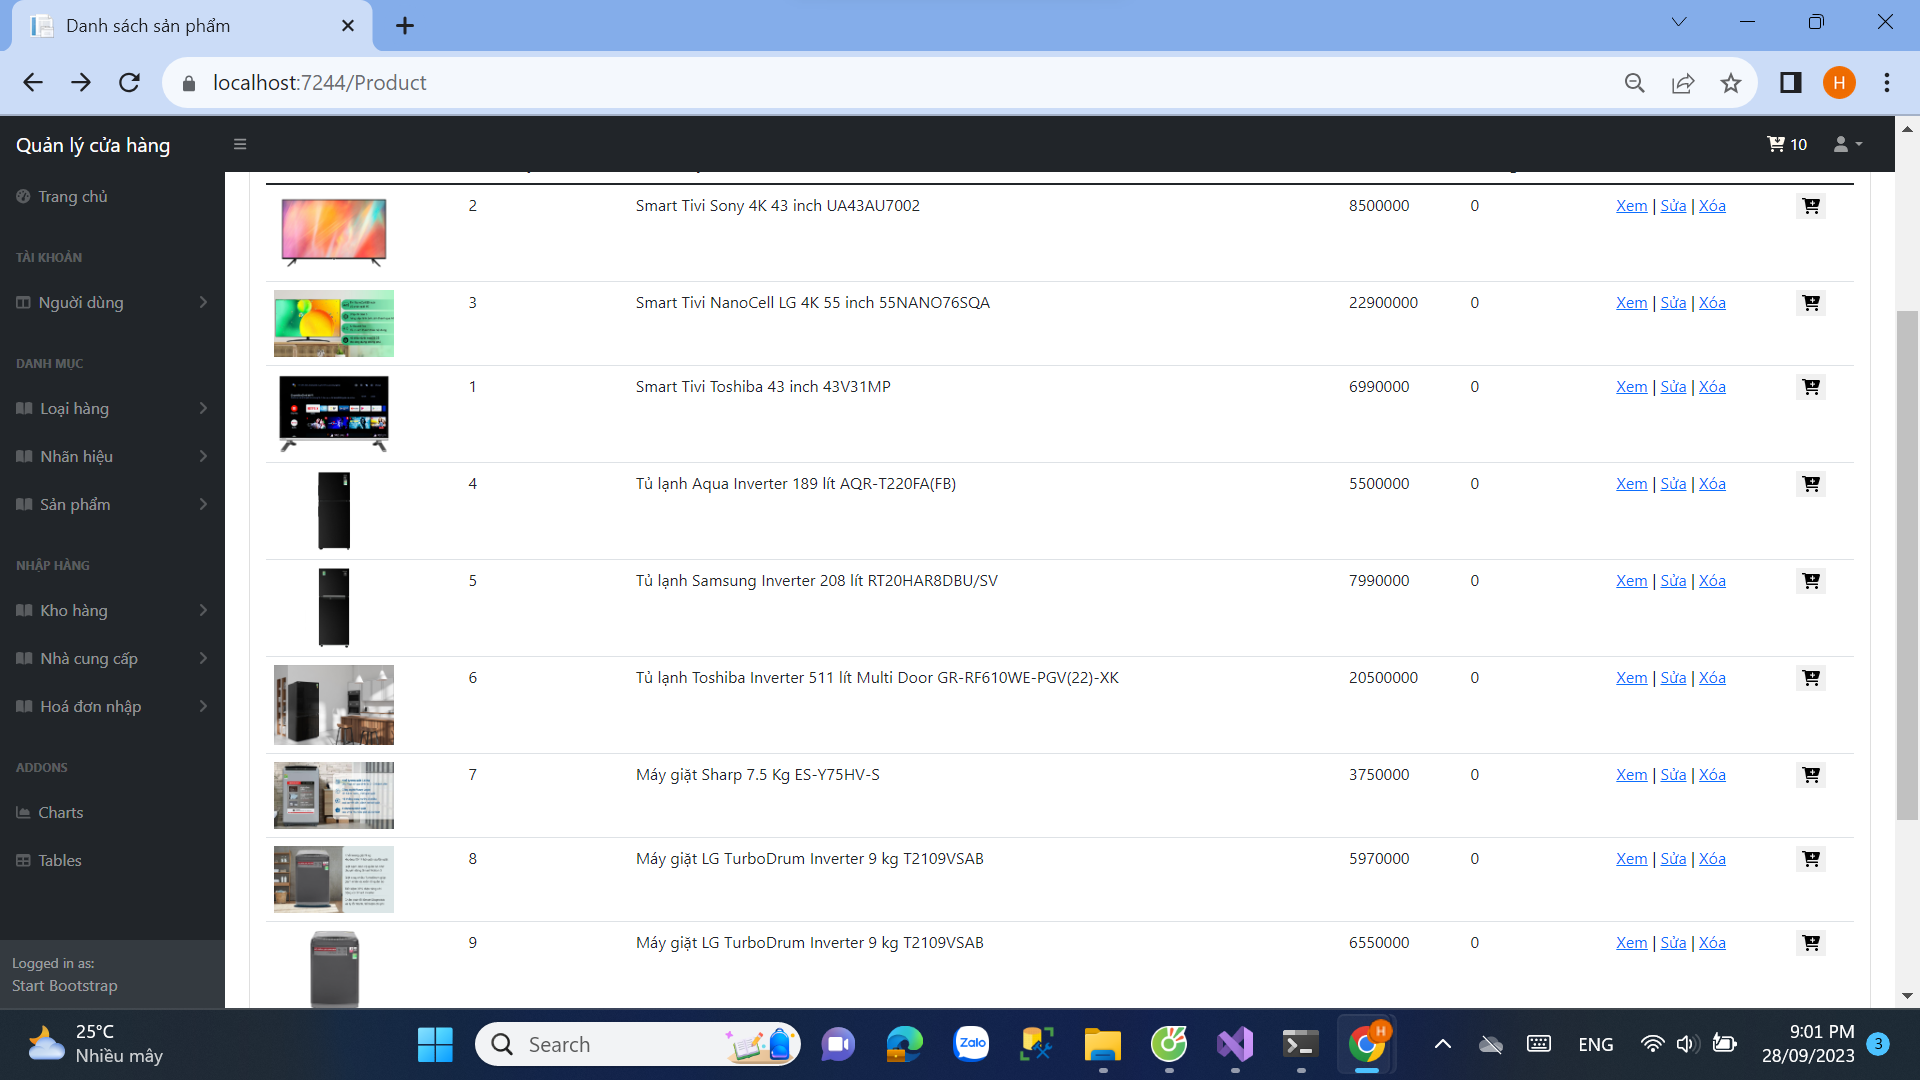 Danh sách sản phẩm
localhost:7244/Product
H
Quản lý cửa hàng
10
Trang chủ
TÀI KHOẢN
Người dùng
DANH MỤC
Loại hàng
Nhãn hiệu
Sản phẩm
NHẬP HÀNG
Kho hàng
Nhà cung cấp
Hoá đơn nhập
ADDONS
Charts
Tables
Logged in as:
Start Bootstrap
2 Smart Tivi Sony 4K 43 inch UA43AU7002 8500000 0 Xem | Sửa | Xóa
3 Smart Tivi NanoCell LG 4K 55 inch 55NANO76SQA 22900000 0 Xem | Sửa | Xóa
1 Smart Tivi Toshiba 43 inch 43V31MP 6990000 0 Xem | Sửa | Xóa
4 Tủ lạnh Aqua Inverter 189 lít AQR-T220FA(FB) 5500000 0 Xem | Sửa | Xóa
5 Tủ lạnh Samsung Inverter 208 lít RT20HAR8DBU/SV 7990000 0 Xem | Sửa | Xóa
6 Tủ lạnh Toshiba Inverter 511 lít Multi Door GR-RF610WE-PGV(22)-XK 20500000 0 Xem | Sửa | Xóa
7 Máy giặt Sharp 7.5 Kg ES-Y75HV-S 3750000 0 Xem | Sửa | Xóa
8 Máy giặt LG TurboDrum Inverter 9 kg T2109VSAB 5970000 0 Xem | Sửa | Xóa
9 Máy giặt LG TurboDrum Inverter 9 kg T2109VSAB 6550000 0 Xem | Sửa | Xóa
25°C
Nhiều mây
Search
Zalo
H
ENG
9:01 PM
28/09/2023
3